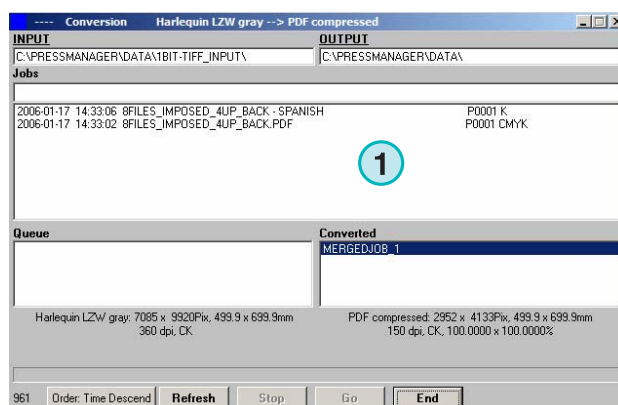 ---- Conversion Harlequin LZW gray --> PDF compressed
INPUT OUTPUT
C:\PRESSMANAGER\DATA\1BIT-TIFF_INPUT\ C:\PRESSMANAGER\DATA\
Jobs
2006-01-17 14:33:06 8FILES_IMPOSED_4UP_BACK - SPANISH P0001 K
2006-01-17 14:33:02 8FILES_IMPOSED_4UP_BACK.PDF P0001 CMYK
1
Queue Converted
MERGEDJOB_1
Harlequin LZW gray: 7085 x 9920Pix, 499.9 x 699.9mm PDF compressed: 2952 x 4133Pix, 499.9 x 699.9mm
360 dpi, CK 150 dpi, CK, 100.0000 x 100.0000%
961 Order: Time Descend Refresh Stop Go End